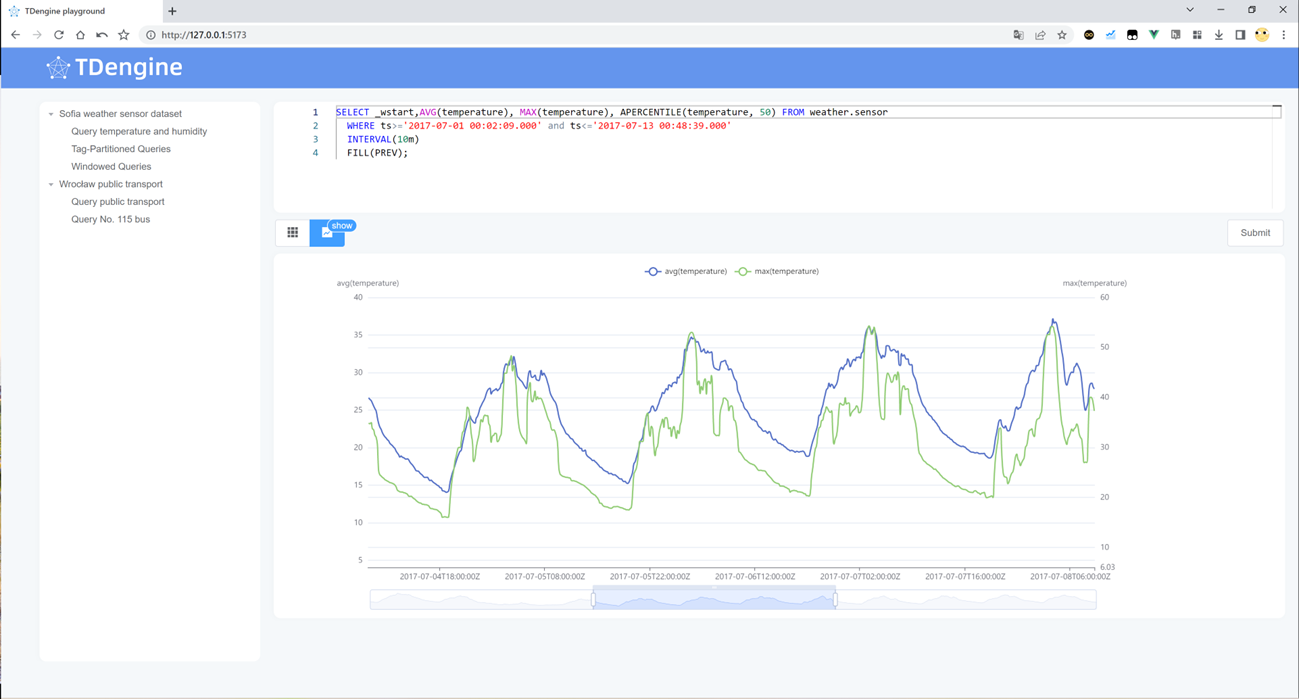 TDengine playground
http://127.0.0.1:5173
TDengine
Sofia weather sensor dataset
Query temperature and humidity
Tag-Partitioned Queries
Windowed Queries
Wrocław public transport
Query public transport
Query No. 115 bus
1 SELECT _wstart,AVG(temperature), MAX(temperature), APERCENTILE(temperature, 50) FROM weather.sensor
2 WHERE ts>='2017-07-01 00:02:09.000' and ts<='2017-07-13 00:48:39.000'
3 INTERVAL(10m)
4 FILL(PREV);
show
Submit
avg(temperature) max(temperature)
avg(temperature) max(temperature)
40 60
35
50
30
40
25
20 30
15
20
10
10
5
6.03
2017-07-04T18:00:00Z 2017-07-05T08:00:00Z 2017-07-05T22:00:00Z 2017-07-06T12:00:00Z 2017-07-07T02:00:00Z 2017-07-07T16:00:00Z 2017-07-08T06:00:00Z